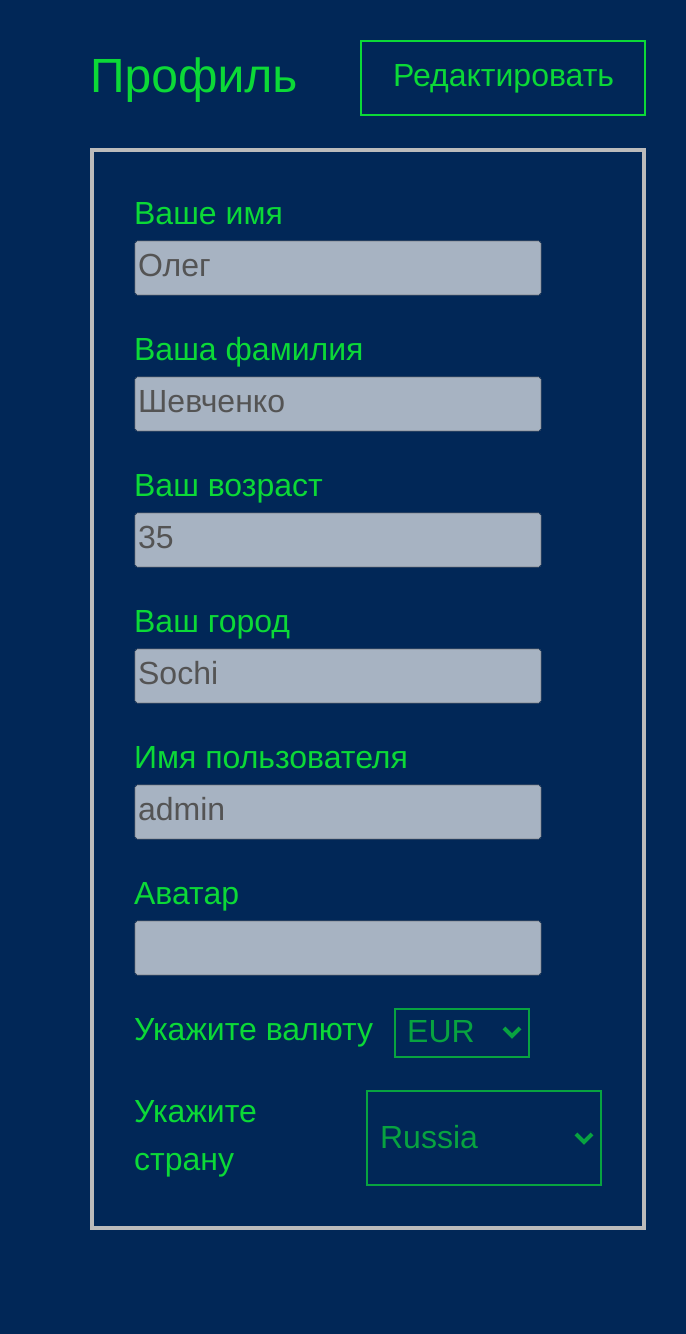 Профиль
Редактировать
Ваше имя
Олег
Ваша фамилия
Шевченко
Ваш возраст
35
Ваш город
Sochi
Имя пользователя
admin
Аватар
Укажите валюту EUR
Укажите
страну
Russia